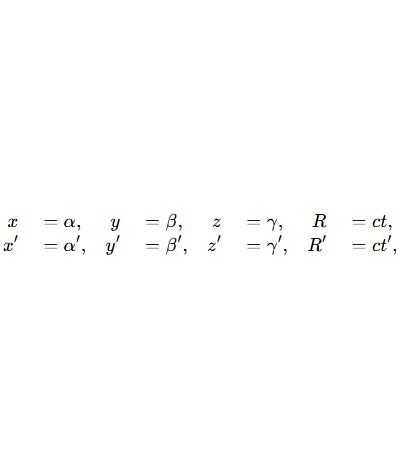 x = α, y = β, z = γ, R = ct,
x′ = α′, y′ = β′, z′ = γ′, R′ = ct′,